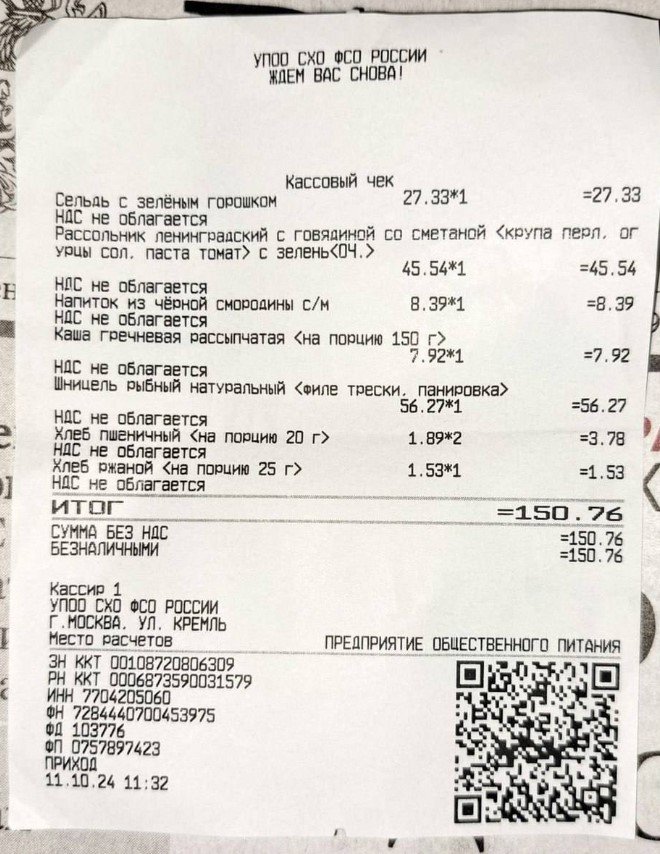 УПОО СХО ФСО РОССИИ
ЖДЕМ ВАС СНОВА!
Кассовый чек
Сельдь с зелёным горошком 27.33*1 =27.33
НДС не облагается
Рассольник ленинградский с говядиной со сметаной <крупа перл. ог
урцы сол. паста томат> с зелень<ОЧ.>
45.54*1 =45.54
НДС не облагается
Напиток из чёрной смородины с/м 8.39*1 =8.39
НДС не облагается
Каша гречневая рассыпчатая <на порцию 150 г>
7.92*1 =7.92
НДС не облагается
Шницель рыбный натуральный <филе трески, панировка>
56.27*1 =56.27
НДС не облагается
Хлеб пшеничный <на порцию 20 г> 1.89*2 =3.78
НДС не облагается
Хлеб ржаной <на порцию 25 г> 1.53*1 =1.53
НДС не облагается
ИТОГ =150.76
СУММА БЕЗ НДС =150.76
БЕЗНАЛИЧНЫМИ =150.76
Кассир 1
УПОО СХО ФСО РОССИИ
Г.МОСКВА, УЛ. КРЕМЛЬ
Место расчетов ПРЕДПРИЯТИЕ ОБЩЕСТВЕННОГО ПИТАНИЯ
ЗН ККТ 00108720806309
РН ККТ 0006873590031579
ИНН 7704205060
ФН 7284440700453975
ФД 103776
ФП 0757897423
ПРИХОД
11.10.24 11:32